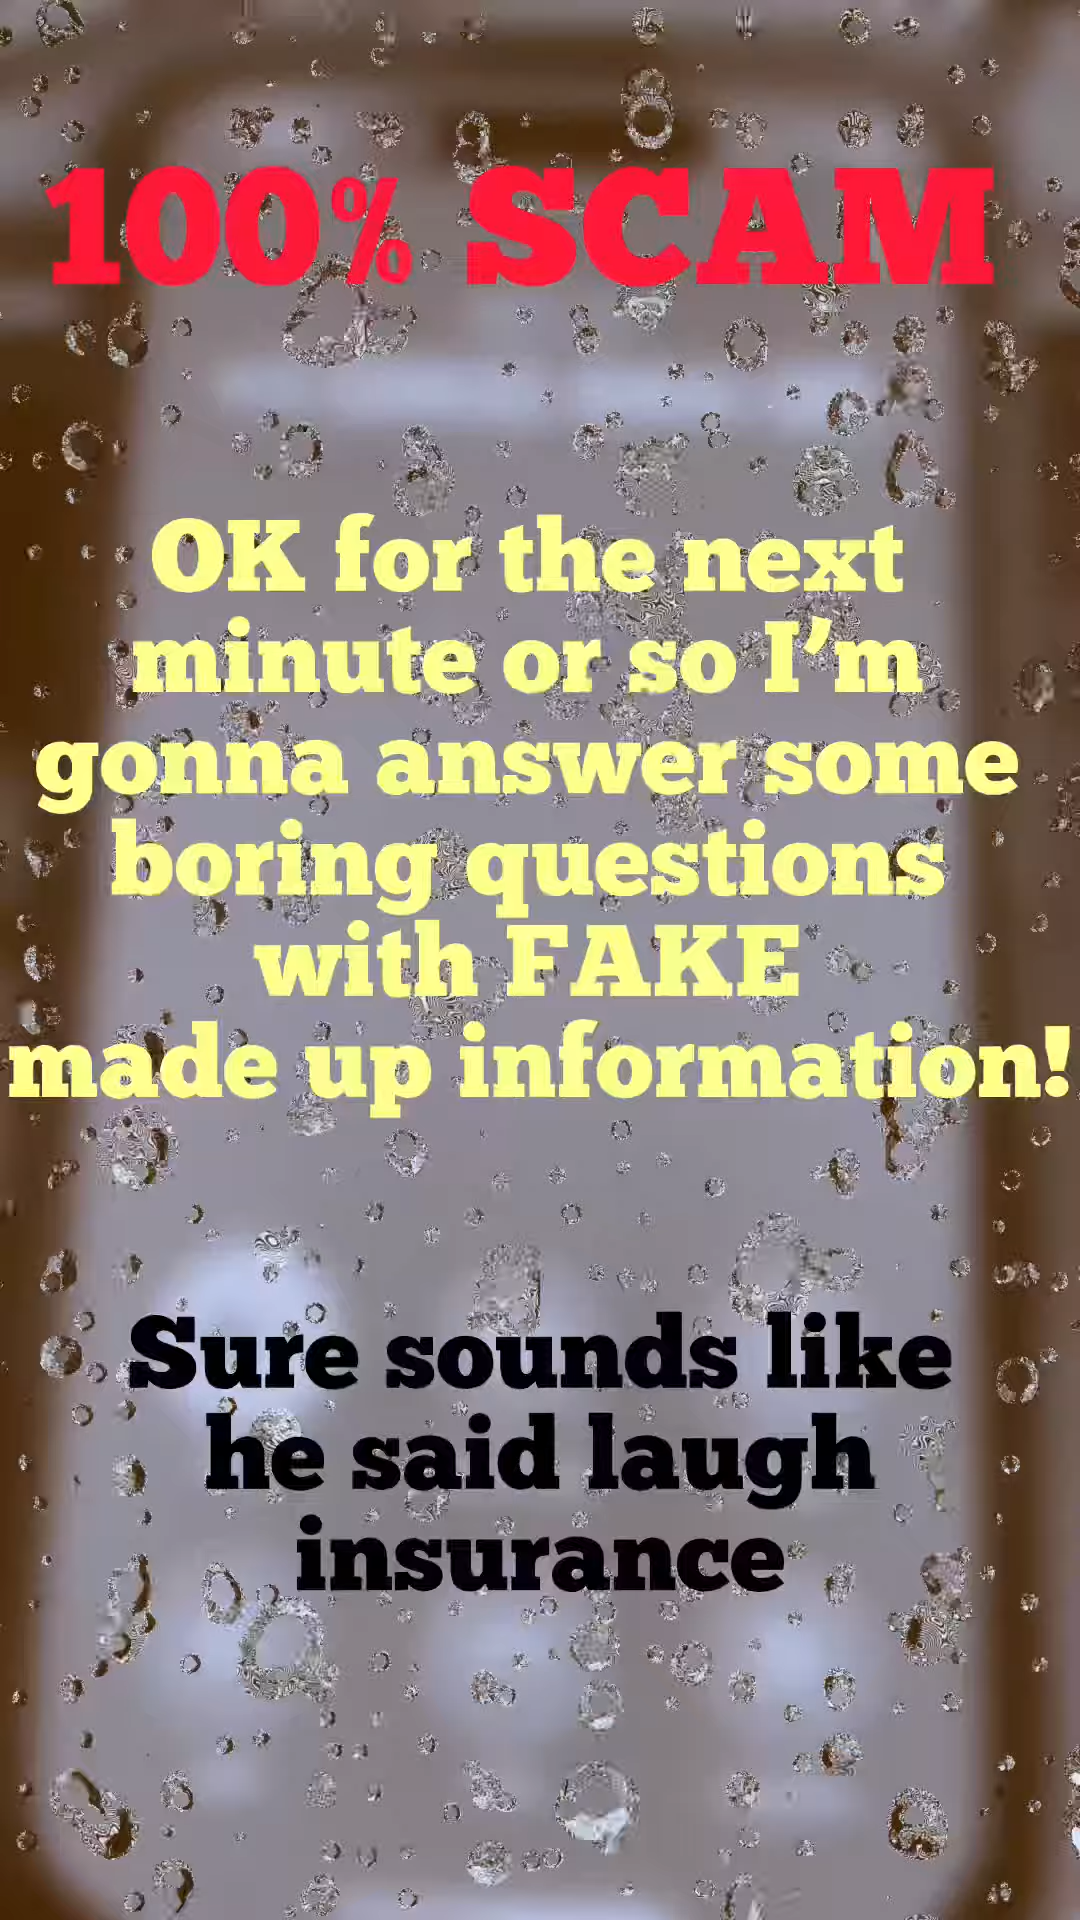 100% SCAM
OK for the next
minute or so I’m
gonna answer some
boring questions
with FAKE
made up information!
Sure sounds like
he said laugh
insurance